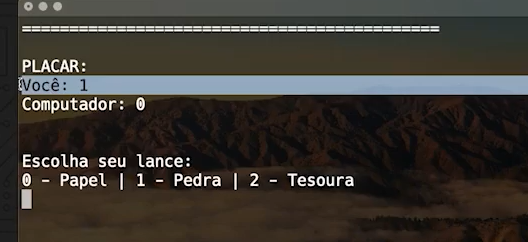 ============================================
PLACAR:
Você: 1
Computador: 0
Escolha seu lance:
0 - Papel | 1 - Pedra | 2 - Tesoura